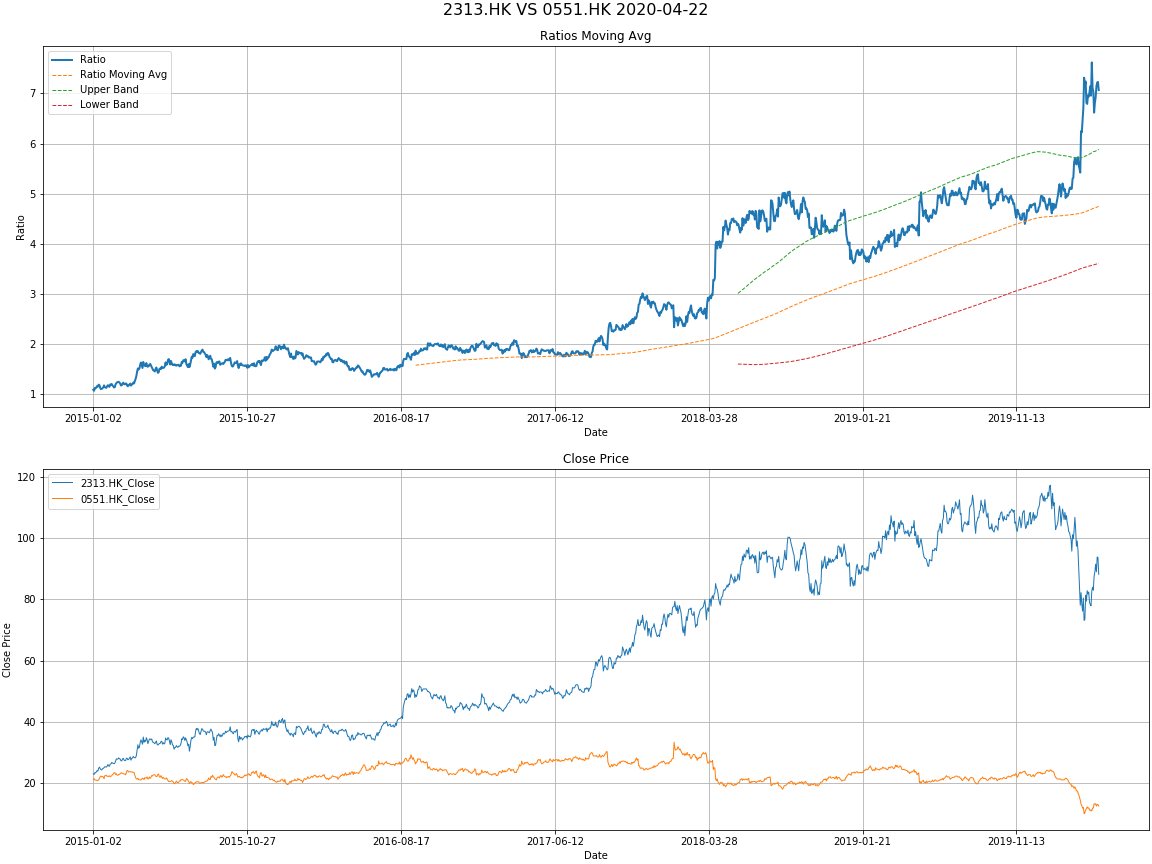 2313.HK VS 0551.HK 2020-04-22
Ratios Moving Avg
Ratio
Ratio Moving Avg
Upper Band
Lower Band
7
6
5
4
3
2
1
Ratio
2015-01-02 2015-10-27 2016-08-17 2017-06-12 2018-03-28 2019-01-21 2019-11-13
Date
Close Price
2313.HK_Close
0551.HK_Close
120
100
80
60
40
20
Close Price
2015-01-02 2015-10-27 2016-08-17 2017-06-12 2018-03-28 2019-01-21 2019-11-13
Date